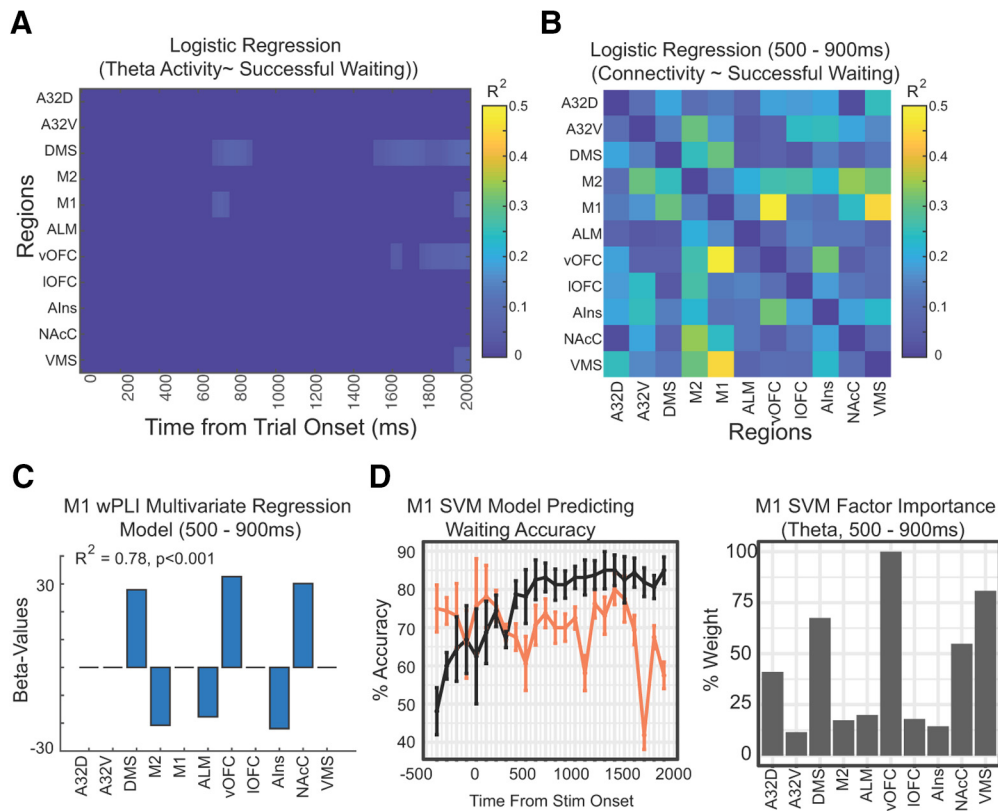 A
Logistic Regression
(Theta Activity~ Successful Waiting))
R²
A32D
A32V
DMS
M2
M1
ALM
vOFC
lOFC
AIns
NAcC
VMS
Regions
0.5
0.4
0.3
0.2
0.1
0
0
200
400
600
800
1000
1200
1400
1600
1800
2000
Time from Trial Onset (ms)
B
Logistic Regression (500 - 900ms)
(Connectivity ~ Successful Waiting)
R²
A32D
A32V
DMS
M2
M1
ALM
vOFC
lOFC
AIns
NAcC
VMS
0.5
0.4
0.3
0.2
0.1
0
A32D
A32V
DMS
M2
M1
ALM
vOFC
lOFC
AIns
NAcC
VMS
Regions
C
M1 wPLI Multivariate Regression
Model (500 - 900ms)
R² = 0.78, p<0.001
30
-30
Beta-Values
A32D
A32V
DMS
M2
M1
ALM
vOFC
lOFC
AIns
NAcC
VMS
D
M1 SVM Model Predicting
Waiting Accuracy
% Accuracy
90
80
70
60
50
40
-500
0
500
1000
1500
2000
Time From Stim Onset
M1 SVM Factor Importance
(Theta, 500 - 900ms)
% Weight
100
75
50
25
0
A32D
A32V
DMS
M2
ALM
vOFC
lOFC
AIns
NAcC
VMS